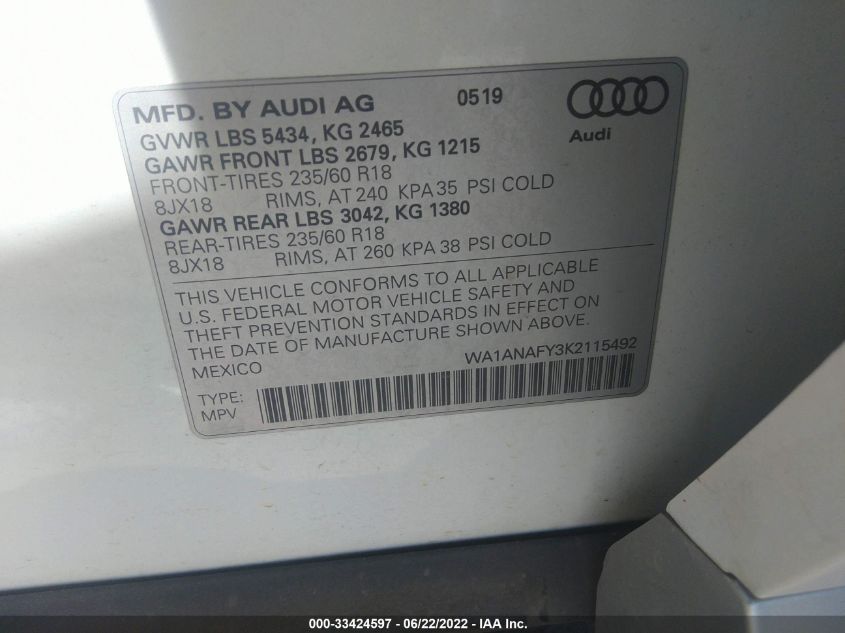 MFD. BY AUDI AG 0519
Audi
GVWR LBS 5434, KG 2465
GAWR FRONT LBS 2679, KG 1215
FRONT-TIRES 235/60 R18
8JX18 RIMS, AT 240 KPA 35 PSI COLD
GAWR REAR LBS 3042, KG 1380
REAR-TIRES 235/60 R18
8JX18 RIMS, AT 260 KPA 38 PSI COLD
THIS VEHICLE CONFORMS TO ALL APPLICABLE
U.S. FEDERAL MOTOR VEHICLE SAFETY AND
THEFT PREVENTION STANDARDS IN EFFECT ON
THE DATE OF MANUFACTURE SHOWN ABOVE.
MEXICO WA1ANAFY3K2115492
TYPE:
MPV
000-33424597 - 06/22/2022 - IAA Inc.